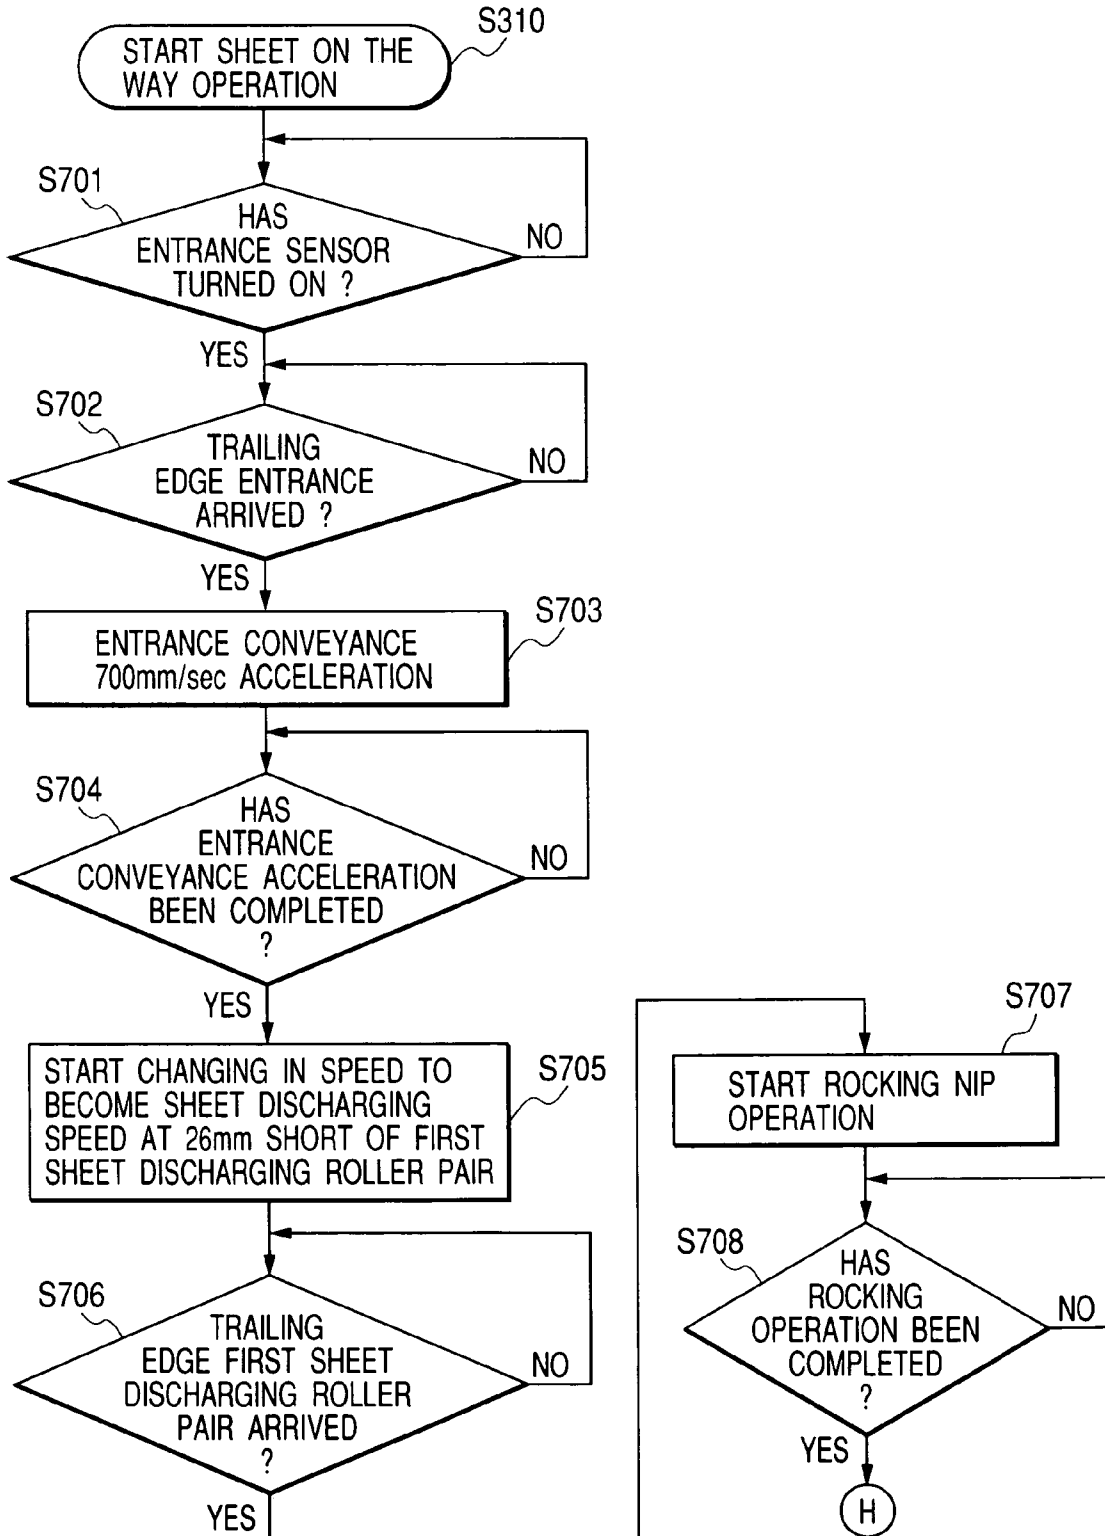 S310
START SHEET ON THE
WAY OPERATION
S701
HAS
ENTRANCE SENSOR
TURNED ON ?
NO
YES
S702
TRAILING
EDGE ENTRANCE
ARRIVED ?
NO
YES
S703
ENTRANCE CONVEYANCE
700mm/sec ACCELERATION
S704
HAS
ENTRANCE
CONVEYANCE ACCELERATION
BEEN COMPLETED
?
NO
YES
S705
START CHANGING IN SPEED TO
BECOME SHEET DISCHARGING
SPEED AT 26mm SHORT OF FIRST
SHEET DISCHARGING ROLLER PAIR
S706
TRAILING
EDGE FIRST SHEET
DISCHARGING ROLLER
PAIR ARRIVED
?
NO
YES
S707
START ROCKING NIP
OPERATION
S708
HAS
ROCKING
OPERATION BEEN
COMPLETED
?
NO
YES
H